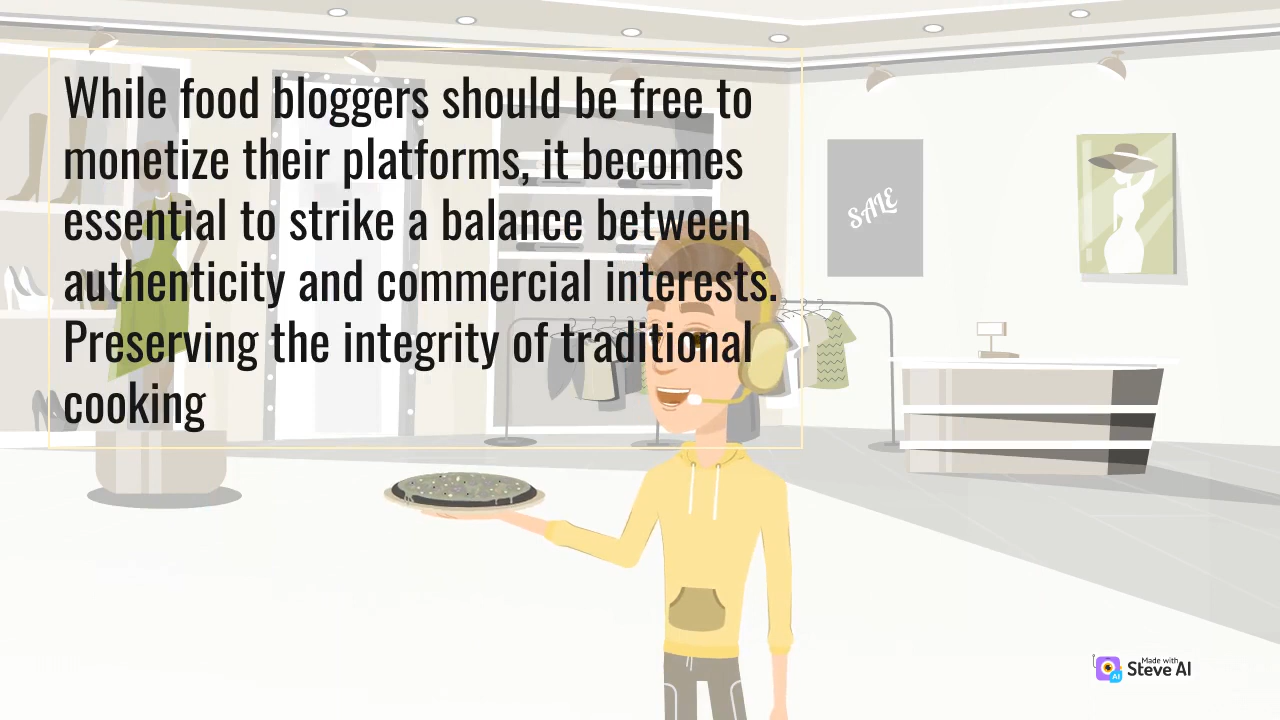 While food bloggers should be free to
monetize their platforms, it becomes
essential to strike a balance between
authenticity and commercial interests.
Preserving the integrity of traditional
cooking
SALE
Made with
Steve AI
AI